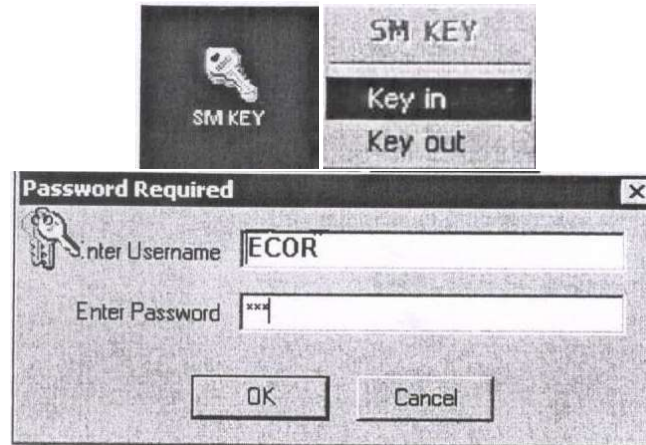 SM KEY
SM KEY
Key in
Key out
Password Required
nter Username
ECOR
Enter Password
***
OK
Cancel